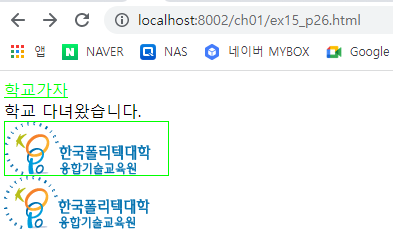 localhost:8002/ch01/ex15_p26.html
앱 NAVER NAS 네이버 MYBOX Google
학교가자
학교 다녀왔습니다.
한국폴리텍대학
융합기술교육원
한국폴리텍대학
융합기술교육원